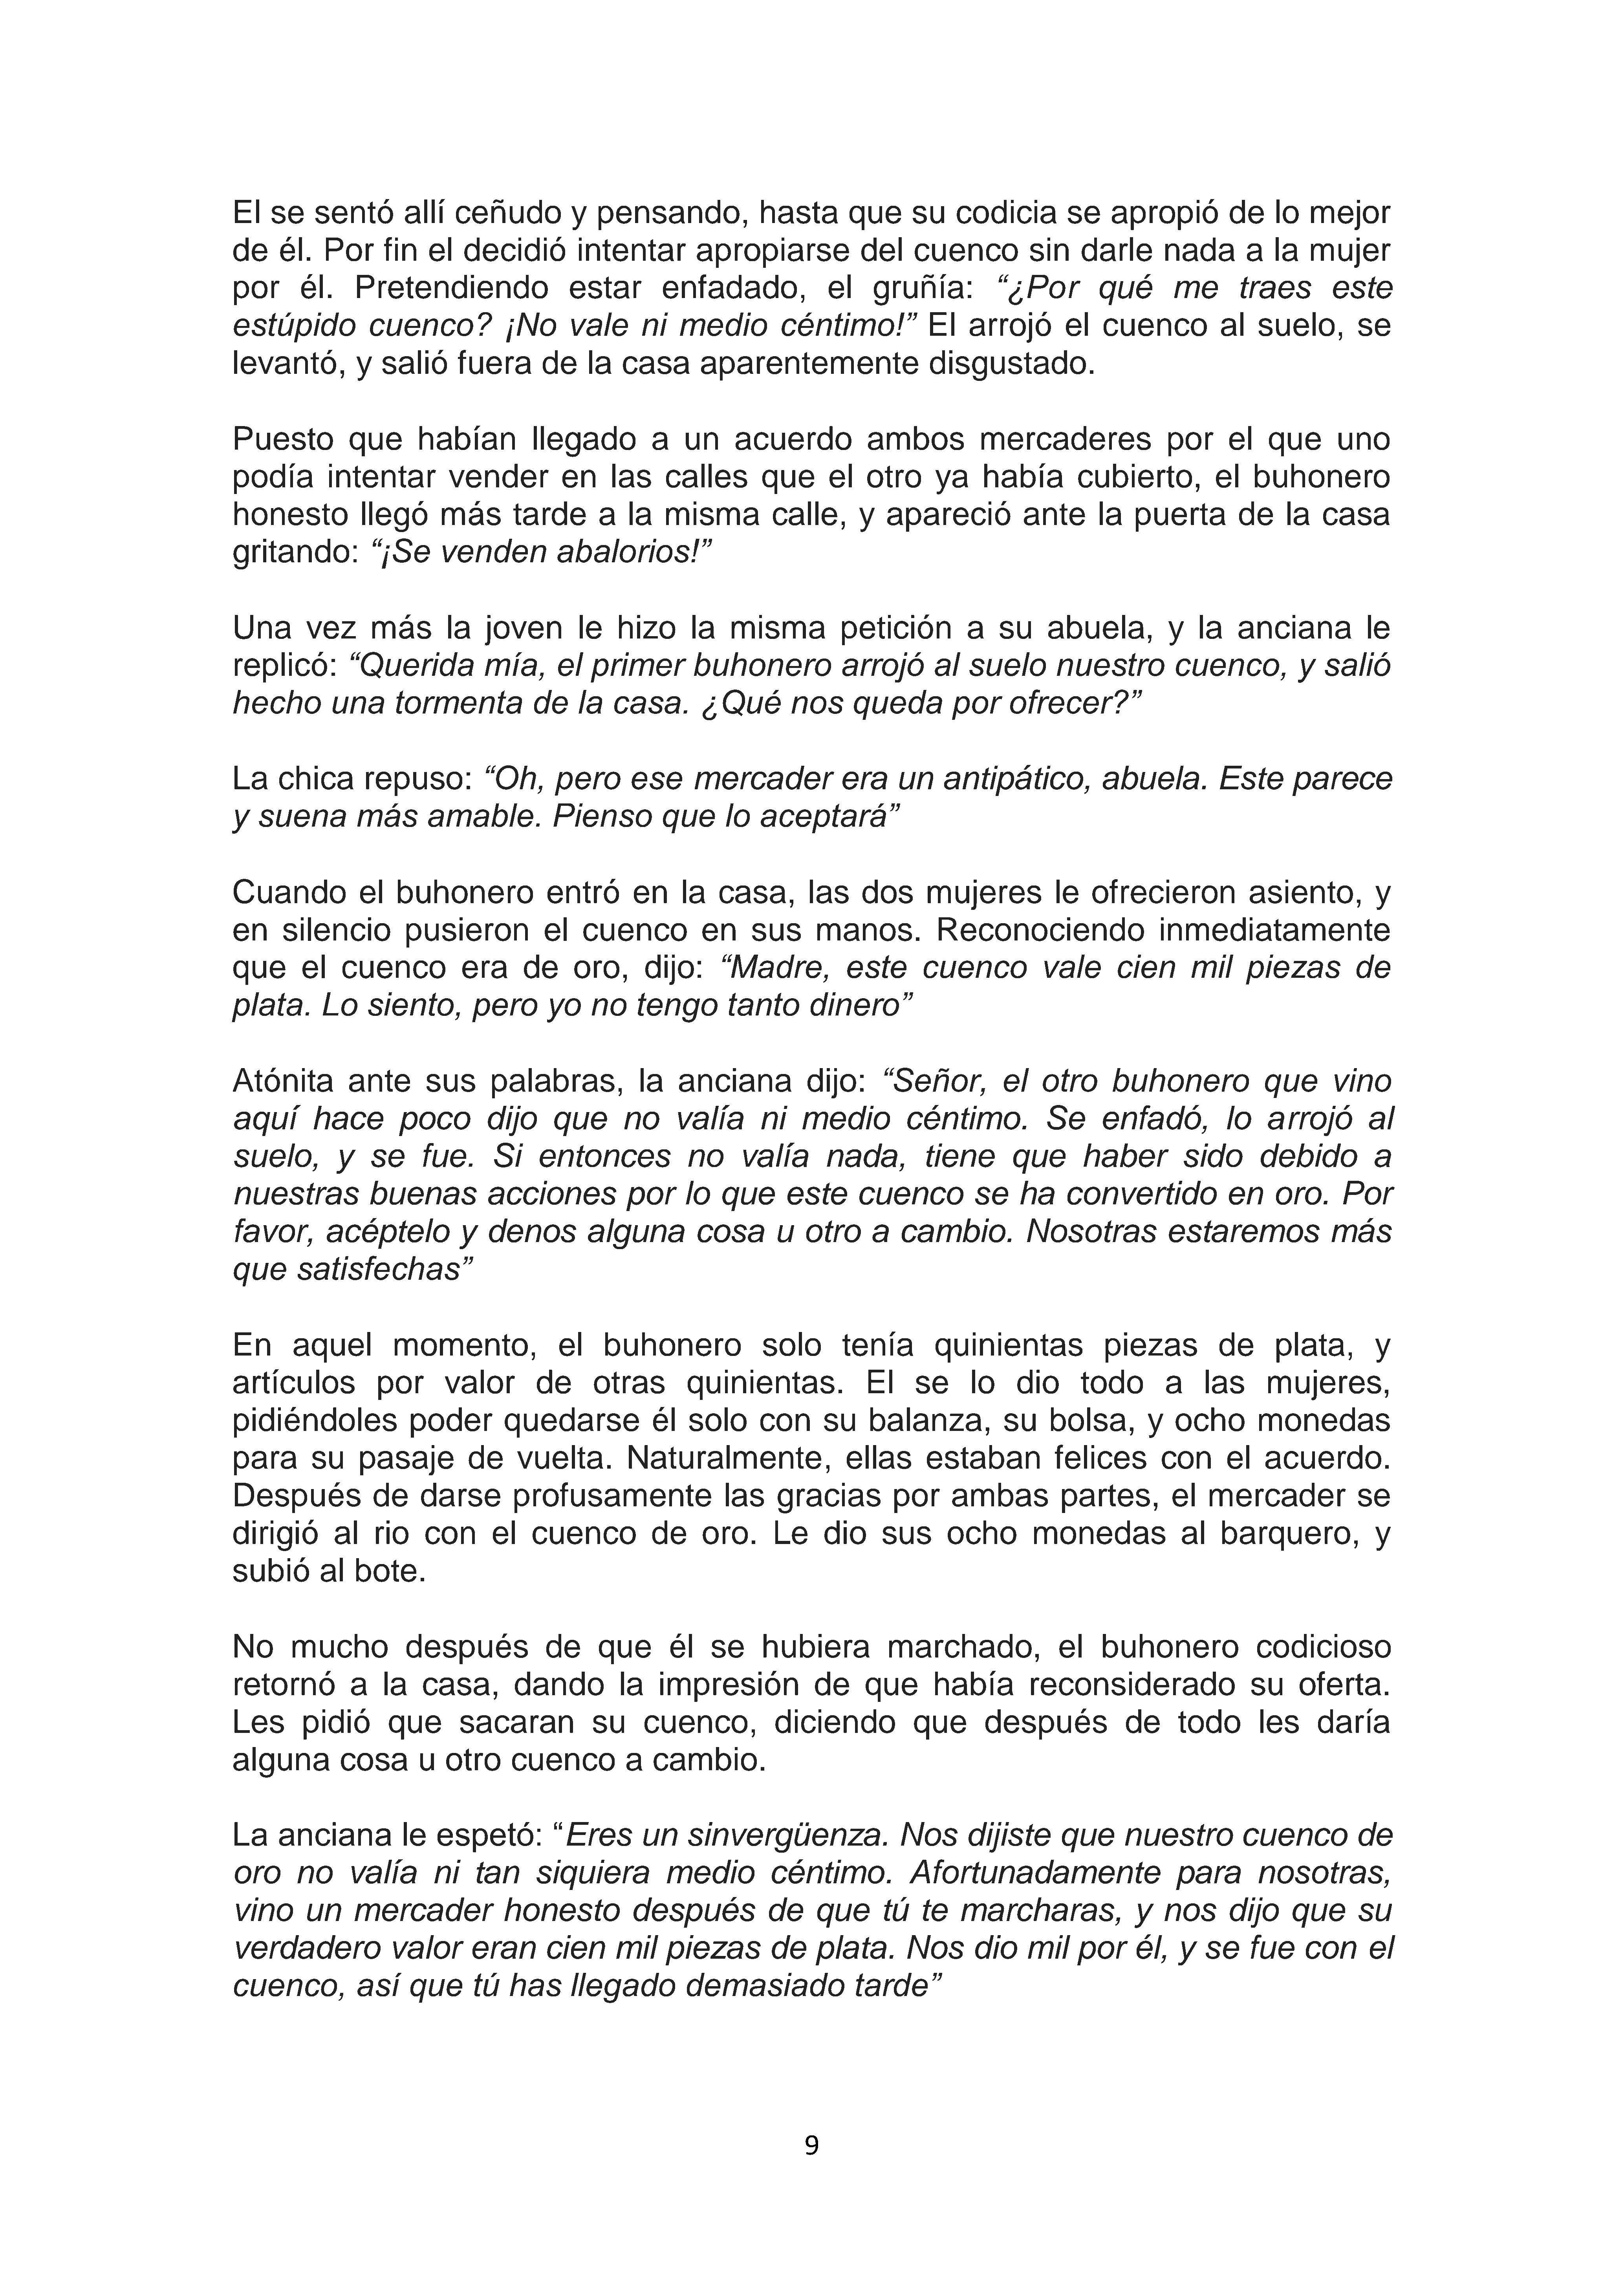 El se sentó allí ceñudo y pensando, hasta que su codicia se apropió de lo mejor
de él. Por fin el decidió intentar apropiarse del cuenco sin darle nada a la mujer
por él. Pretendiendo estar enfadado, el gruñía: “¿Por qué me traes este
estúpido cuenco? ¡No vale ni medio céntimo!” El arrojó el cuenco al suelo, se
levantó, y salió fuera de la casa aparentemente disgustado.
Puesto que habían llegado a un acuerdo ambos mercaderes por el que uno
podía intentar vender en las calles que el otro ya había cubierto, el buhonero
honesto llegó más tarde a la misma calle, y apareció ante la puerta de la casa
gritando: “¡Se venden abalorios!”
Una vez más la joven le hizo la misma petición a su abuela, y la anciana le
replicó: “Querida mía, el primer buhonero arrojó al suelo nuestro cuenco, y salió
hecho una tormenta de la casa. ¿Qué nos queda por ofrecer?”
La chica repuso: “Oh, pero ese mercader era un antipático, abuela. Este parece
y suena más amable. Pienso que lo aceptará”
Cuando el buhonero entró en la casa, las dos mujeres le ofrecieron asiento, y
en silencio pusieron el cuenco en sus manos. Reconociendo inmediatamente
que el cuenco era de oro, dijo: “Madre, este cuenco vale cien mil piezas de
plata. Lo siento, pero yo no tengo tanto dinero”
Atónita ante sus palabras, la anciana dijo: “Señor, el otro buhonero que vino
aquí hace poco dijo que no valía ni medio céntimo. Se enfadó, lo arrojó al
suelo, y se fue. Si entonces no valía nada, tiene que haber sido debido a
nuestras buenas acciones por lo que este cuenco se ha convertido en oro. Por
favor, acéptelo y denos alguna cosa u otro a cambio. Nosotras estaremos más
que satisfechas”
En aquel momento, el buhonero solo tenía quinientas piezas de plata, y
artículos por valor de otras quinientas. El se lo dio todo a las mujeres,
pidiéndoles poder quedarse él solo con su balanza, su bolsa, y ocho monedas
para su pasaje de vuelta. Naturalmente, ellas estaban felices con el acuerdo.
Después de darse profusamente las gracias por ambas partes, el mercader se
dirigió al rio con el cuenco de oro. Le dio sus ocho monedas al barquero, y
subió al bote.
No mucho después de que él se hubiera marchado, el buhonero codicioso
retornó a la casa, dando la impresión de que había reconsiderado su oferta.
Les pidió que sacaran su cuenco, diciendo que después de todo les daría
alguna cosa u otro cuenco a cambio.
La anciana le espetó: “Eres un sinvergüenza. Nos dijiste que nuestro cuenco de
oro no valía ni tan siquiera medio céntimo. Afortunadamente para nosotras,
vino un mercader honesto después de que tú te marcharas, y nos dijo que su
verdadero valor eran cien mil piezas de plata. Nos dio mil por él, y se fue con el
cuenco, así que tú has llegado demasiado tarde”
9